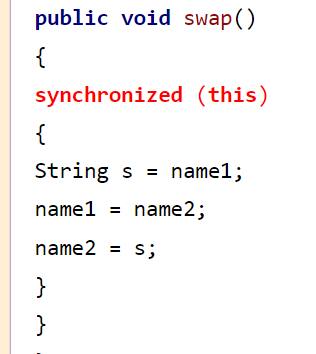 public void swap()
{
synchronized (this)
{
String s = name1;
name1 = name2;
name2 = s;
}
}